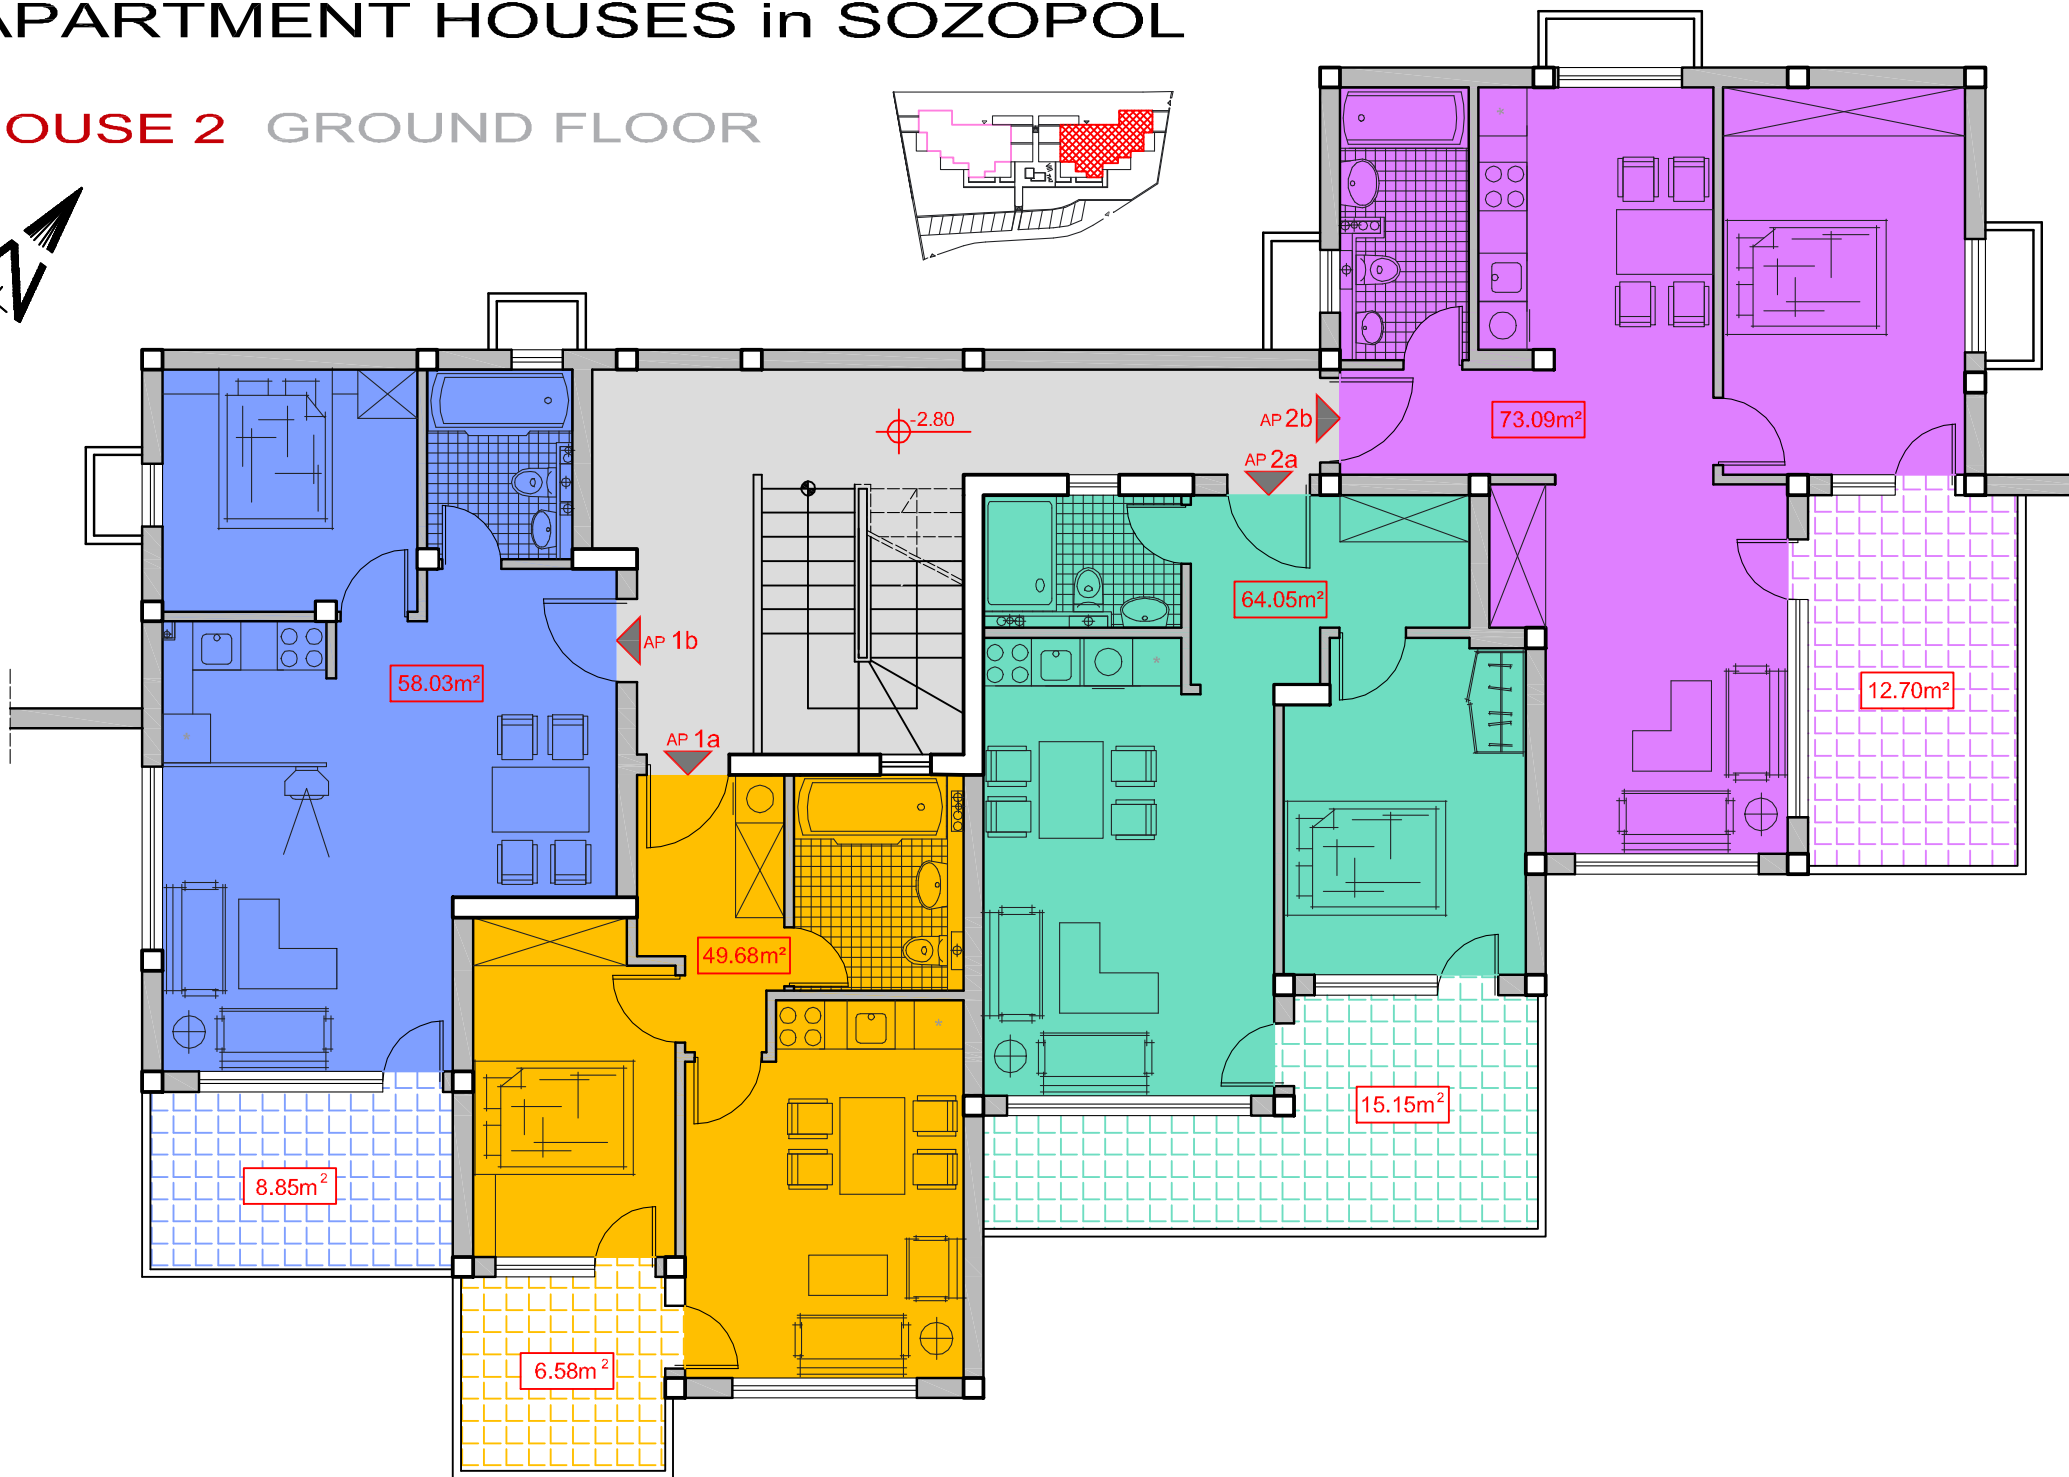 APARTMENT HOUSES in SOZOPOL
OUSE 2 GROUND FLOOR
N
-2.80
AP 2b
73.09m²
AP 2a
64.05m²
AP 1b
58.03m²
12.70m²
AP 1a
49.68m²
15.15m²
8.85m²
6.58m²